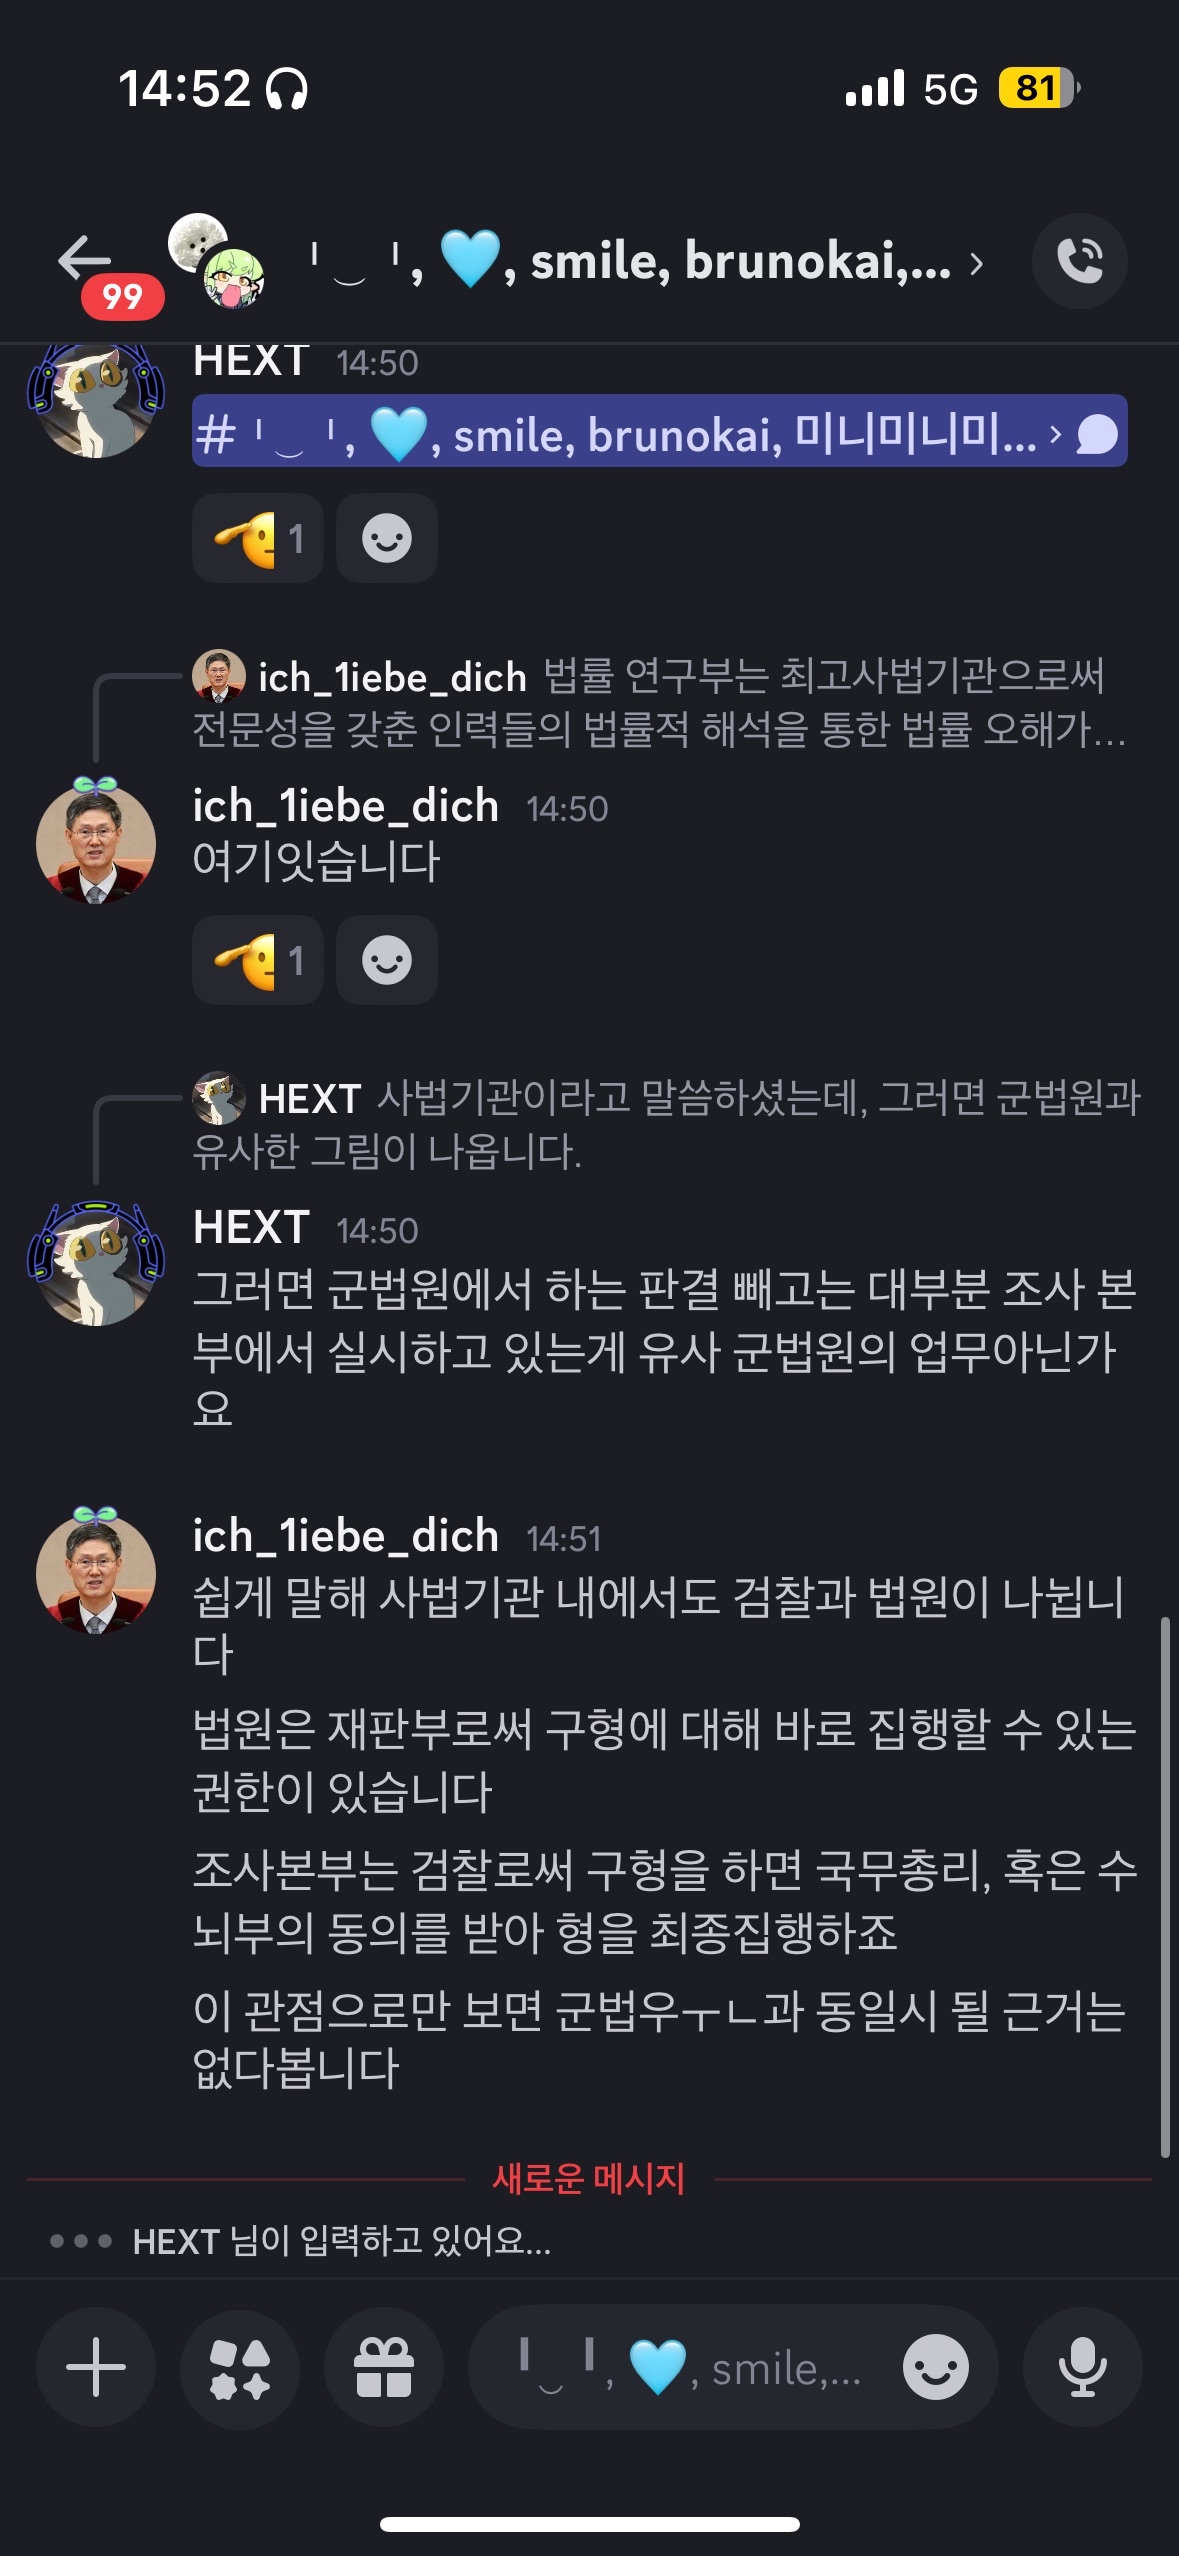 14:52 5G 81
99 ╵‿╵, 🩵, smile, brunokai,... ›
HEXT 14:50
# ╵‿╵, 🩵, smile, brunokai, 미니미니미... ›
1
ich_1iebe_dich 법률 연구부는 최고사법기관으로써
전문성을 갖춘 인력들의 법률적 해석을 통한 법률 오해가...
ich_1iebe_dich 14:50
여기잇습니다
1
HEXT 사법기관이라고 말씀하셨는데, 그러면 군법원과
유사한 그림이 나옵니다.
HEXT 14:50
그러면 군법원에서 하는 판결 빼고는 대부분 조사 본
부에서 실시하고 있는게 유사 군법원의 업무아닌가
요
ich_1iebe_dich 14:51
쉽게 말해 사법기관 내에서도 검찰과 법원이 나뉩니
다
법원은 재판부로써 구형에 대해 바로 집행할 수 있는
권한이 있습니다
조사본부는 검찰로써 구형을 하면 국무총리, 혹은 수
뇌부의 동의를 받아 형을 최종집행하죠
이 관점으로만 보면 군법우ㅜㄴ과 동일시 될 근거는
없다봅니다
새로운 메시지
HEXT 님이 입력하고 있어요...
╵‿╵, 🩵, smile,...